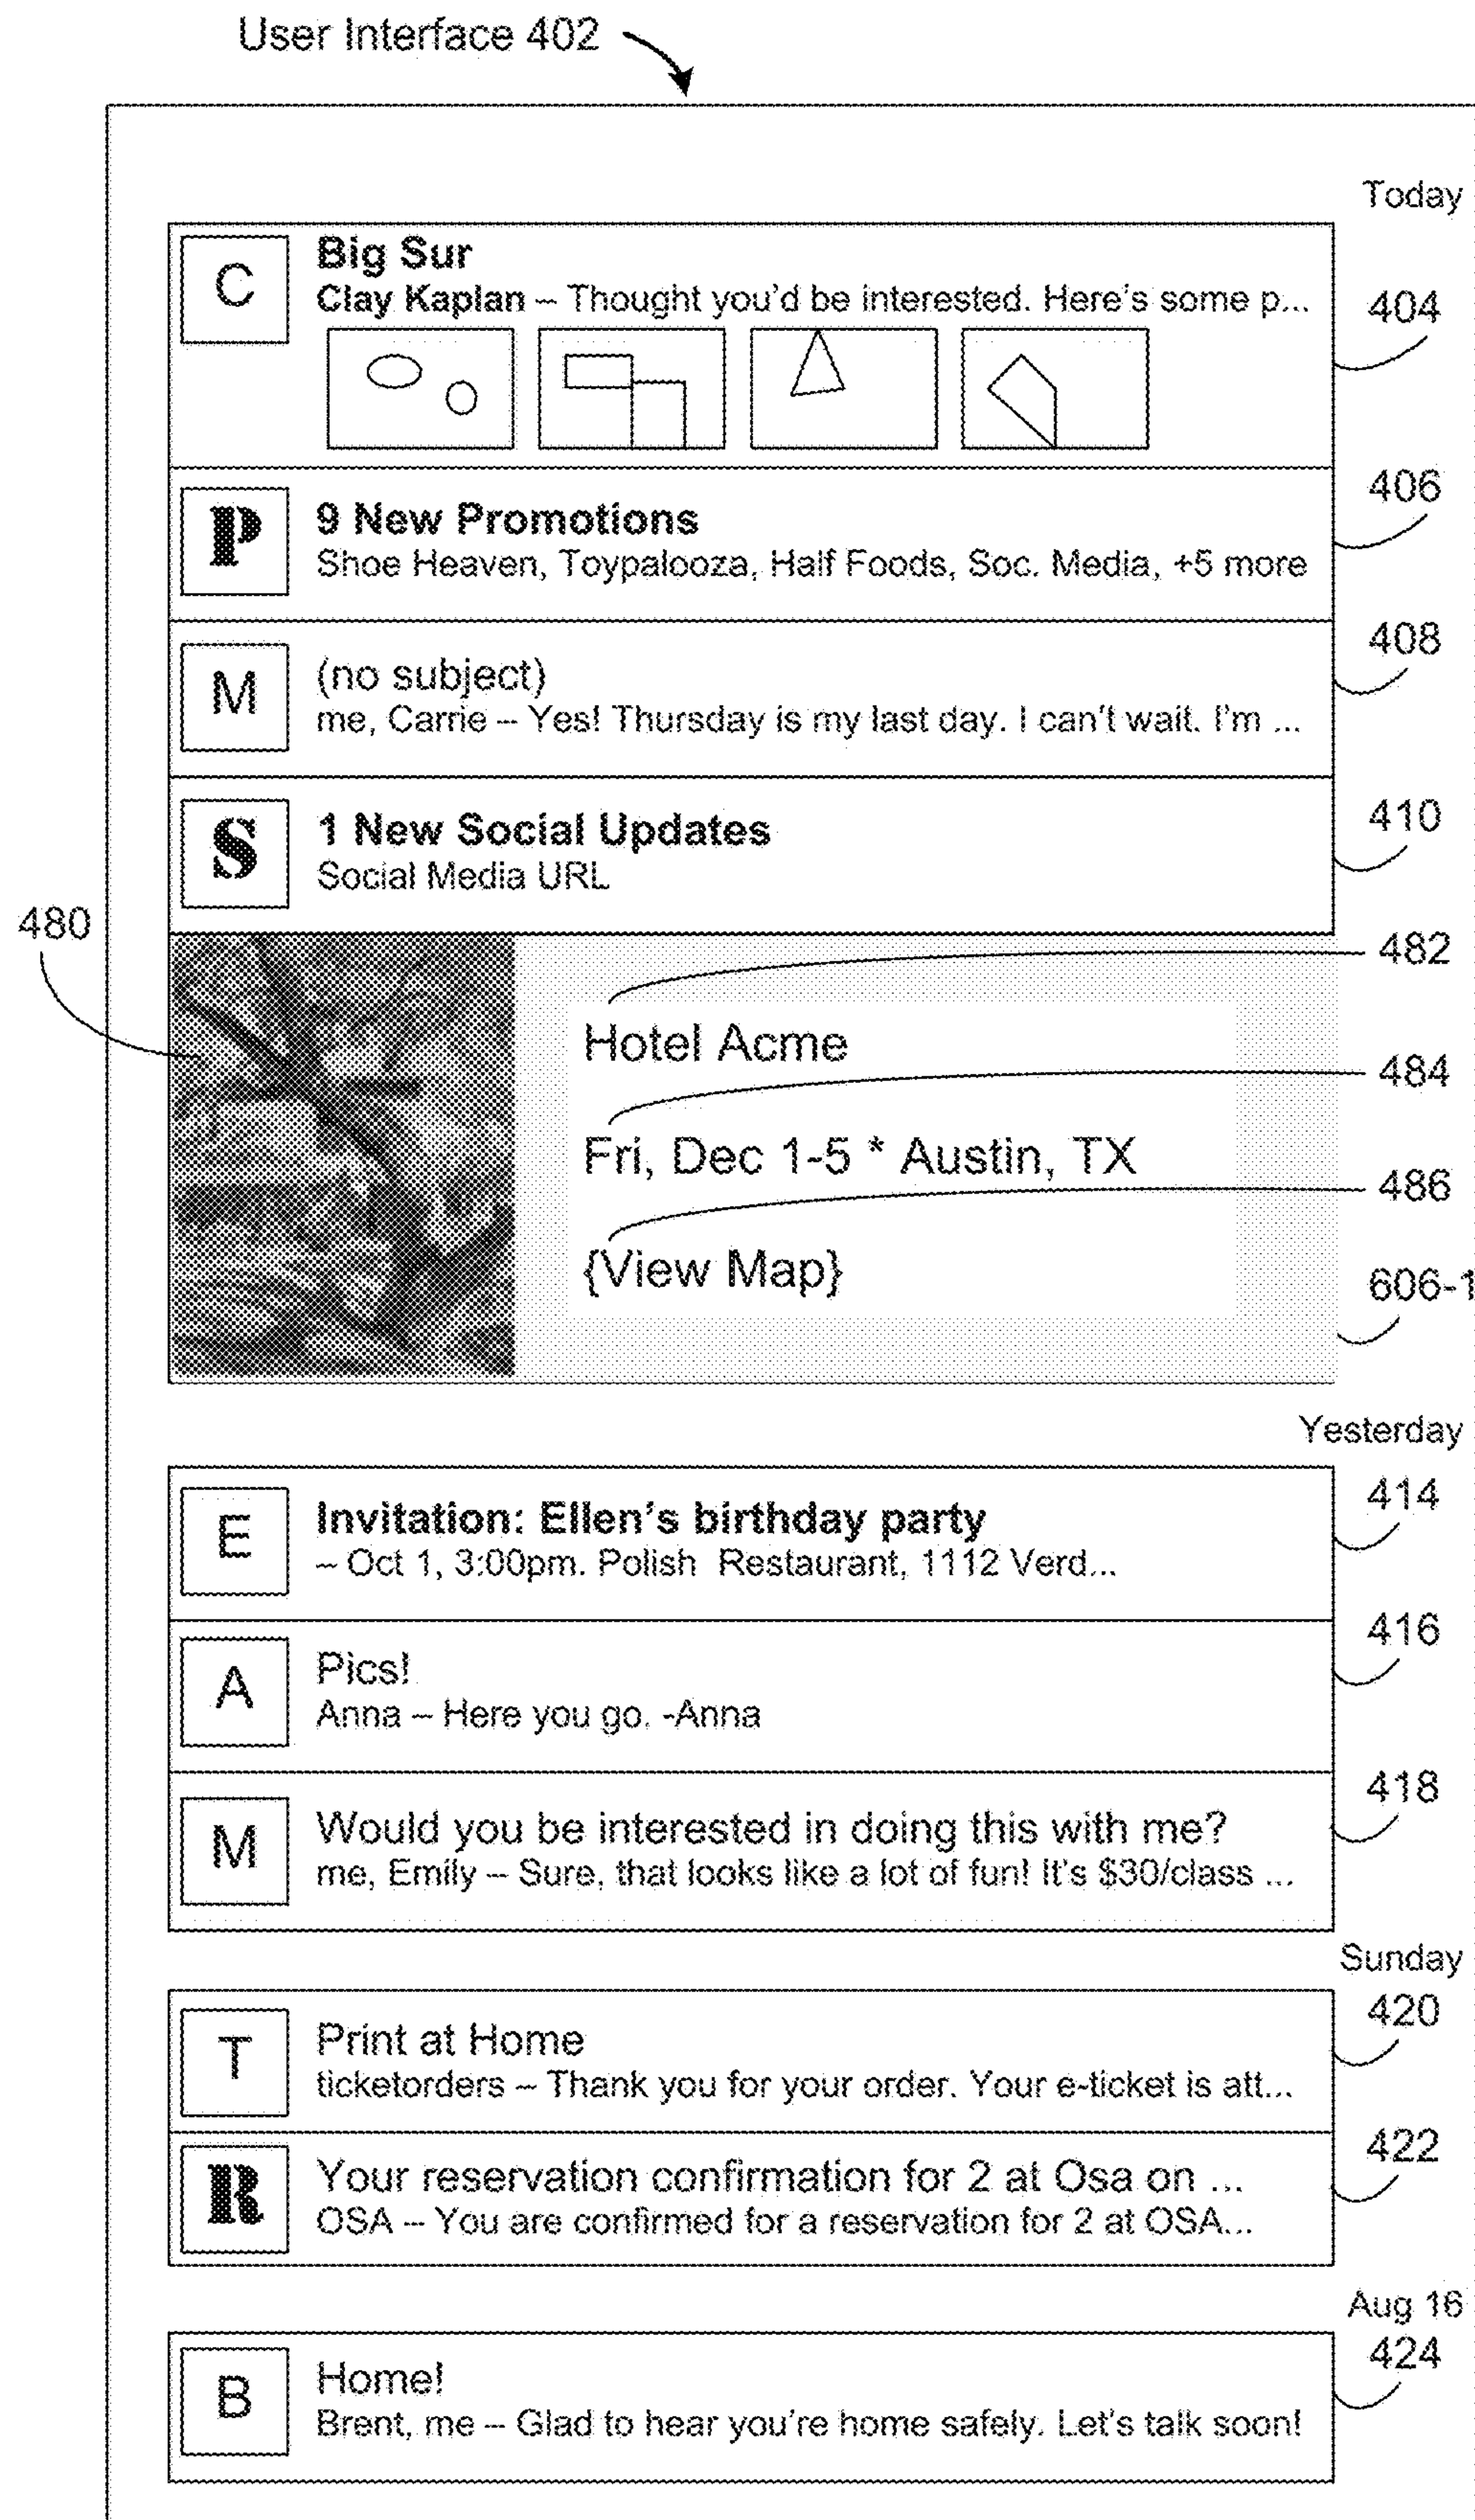 User Interface 402
Today
C
Big Sur
Clay Kaplan – Thought you'd be interested. Here's some p...
404
P
9 New Promotions
Shoe Heaven, Toypalooza, Half Foods, Soc. Media, +5 more
406
M
(no subject)
me, Carrie – Yes! Thursday is my last day. I can't wait. I'm ...
408
S
1 New Social Updates
Social Media URL
410
480
482
Hotel Acme
484
Fri, Dec 1-5 * Austin, TX
486
{View Map}
606-1
Yesterday
E
Invitation: Ellen's birthday party
– Oct 1, 3:00pm. Polish Restaurant, 1112 Verd...
414
A
Pics!
Anna – Here you go. -Anna
416
M
Would you be interested in doing this with me?
me, Emily – Sure, that looks like a lot of fun! It's $30/class ...
418
Sunday
T
Print at Home
ticketorders – Thank you for your order. Your e-ticket is att...
420
R
Your reservation confirmation for 2 at Osa on ...
OSA – You are confirmed for a reservation for 2 at OSA...
422
Aug 16
B
Home!
Brent, me – Glad to hear you're home safely. Let's talk soon!
424